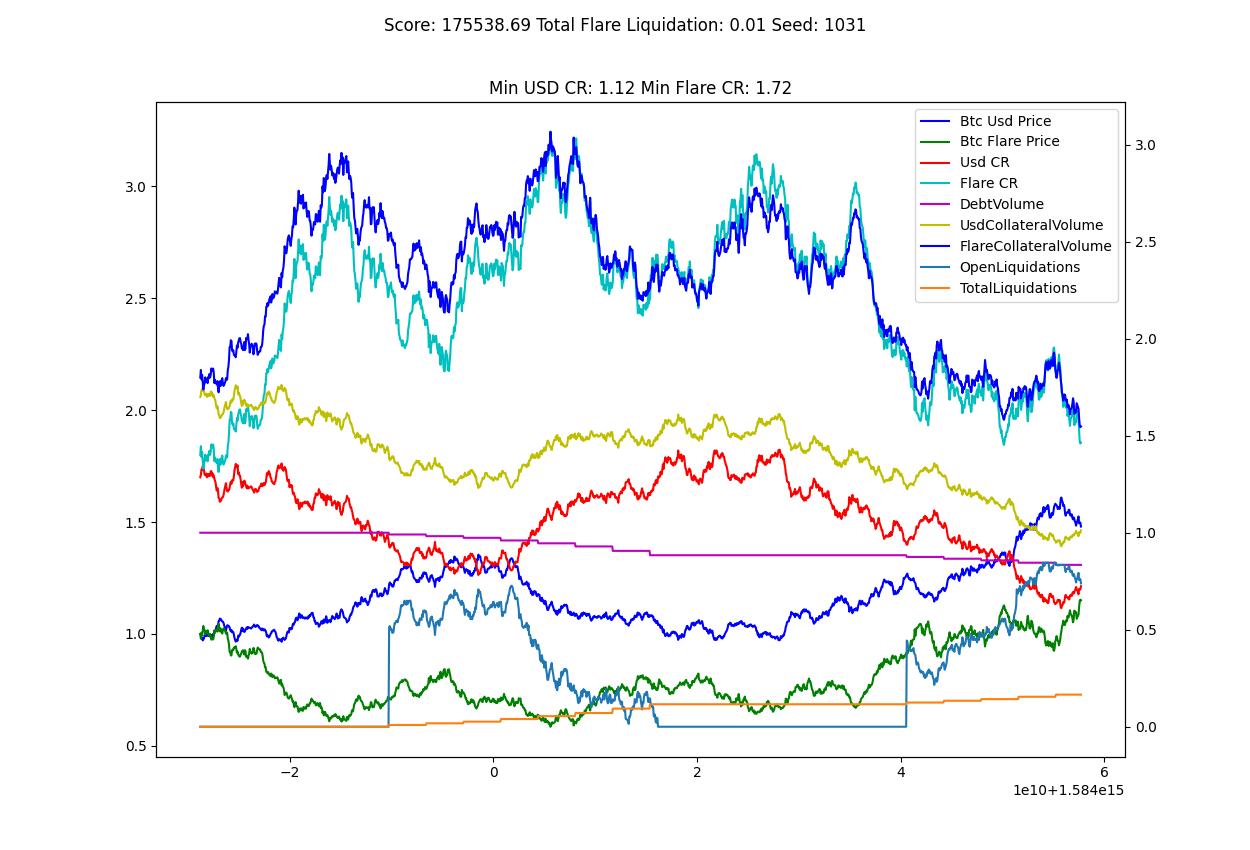 Score: 175538.69 Total Flare Liquidation: 0.01 Seed: 1031
Min USD CR: 1.12 Min Flare CR: 1.72
Btc Usd Price
Btc Flare Price
Usd CR
Flare CR
DebtVolume
UsdCollateralVolume
FlareCollateralVolume
OpenLiquidations
TotalLiquidations
3.0
2.5
2.0
1.5
1.0
0.5
3.0
2.5
2.0
1.5
1.0
0.5
0.0
−2 0 2 4 6
1e10+1.584e15